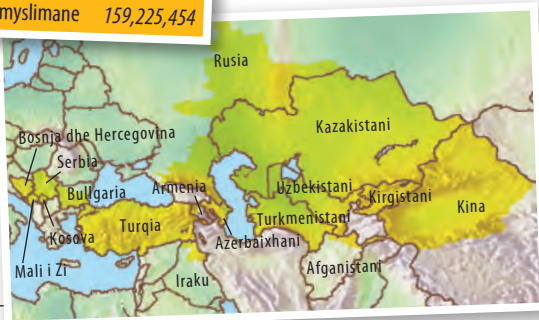 myslimane 159,225,454
Rusia
Kazakistani
Bosnja dhe Hercegovina
Serbia
Bullgaria
Armenia
Uzbekistani
Kirgistani
Kina
Turqia
Turkmenistani
Kosova
Azerbaixhani
Mali i Zi
Iraku
Afganistani